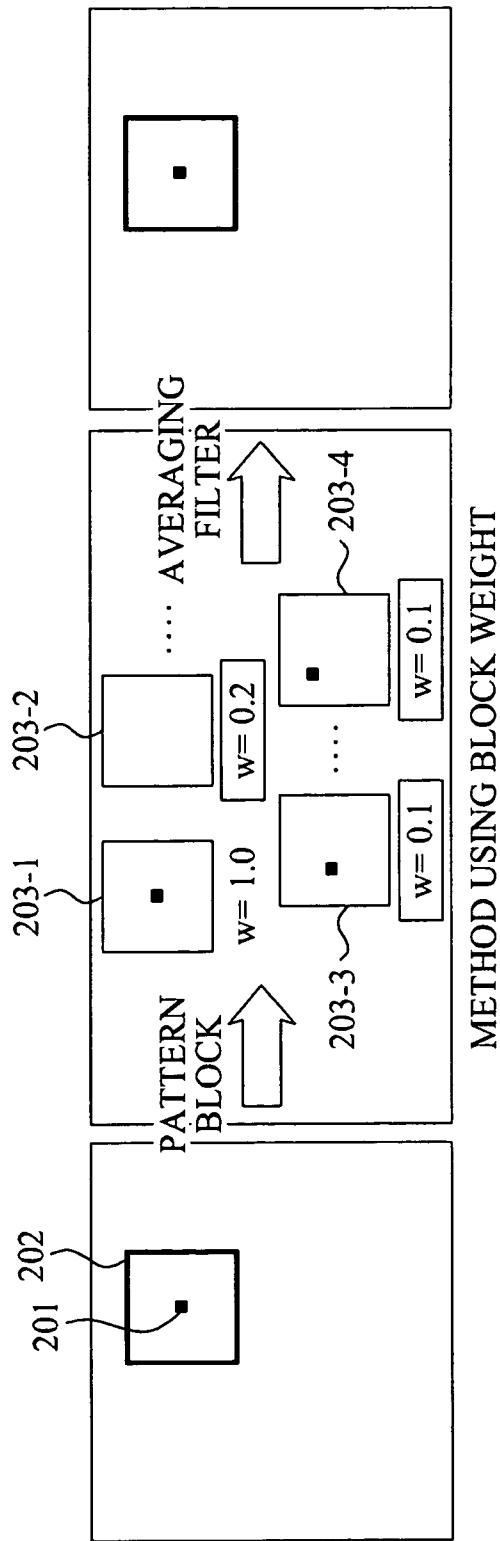 201
202
PATTERN
BLOCK
203-1
w= 1.0
203-2
w= 0.2
....
203-3
w= 0.1
....
203-4
w= 0.1
AVERAGING
FILTER
METHOD USING BLOCK WEIGHT